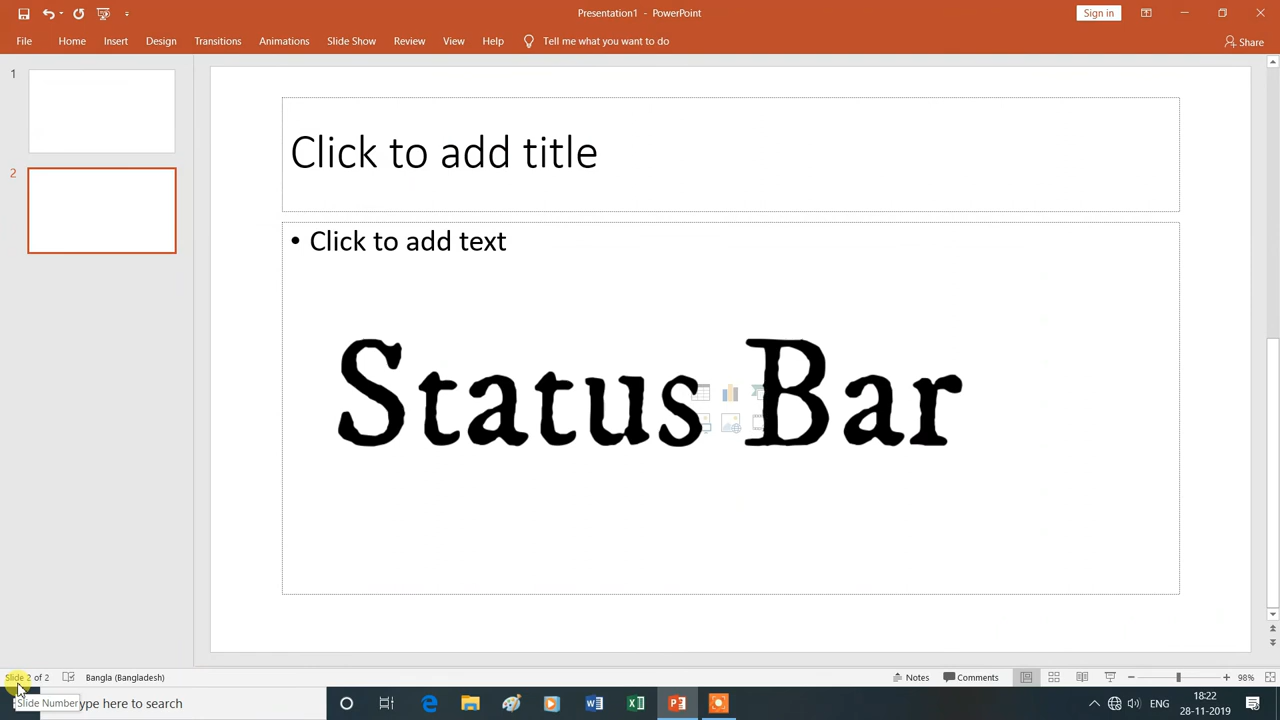 Presentation1 - PowerPoint
Sign in
File Home Insert Design Transitions Animations Slide Show Review View Help Tell me what you want to do
Share
1
2
Click to add title
• Click to add text
Status Bar
Slide 2 of 2 Bangla (Bangladesh)
Notes Comments 98%
Slide Number
ype here to search
ENG
18:22
28-11-2019